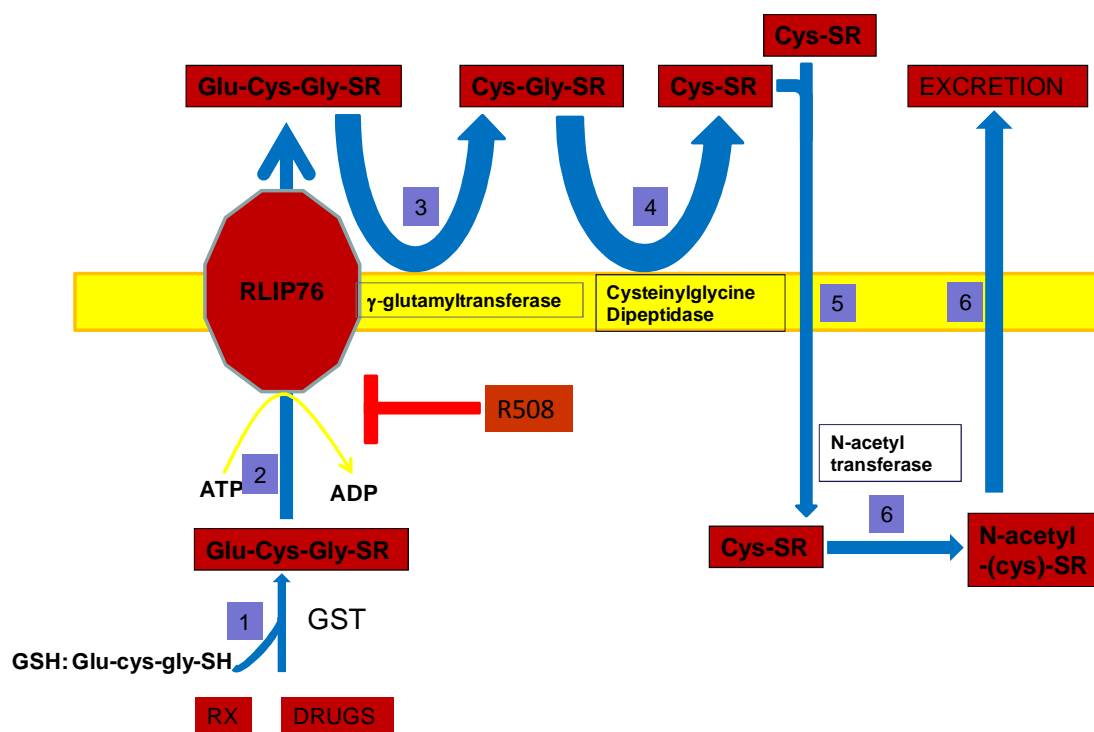 Cys-SR
Glu-Cys-Gly-SR
Cys-Gly-SR
Cys-SR
EXCRETION
3
4
RLIP76
γ-glutamyltransferase
Cysteinylglycine
Dipeptidase
5
6
R508
N-acetyl
transferase
2
ATP
ADP
6
Glu-Cys-Gly-SR
Cys-SR
N-acetyl
-(cys)-SR
1
GST
GSH: Glu-cys-gly-SH
RX
DRUGS